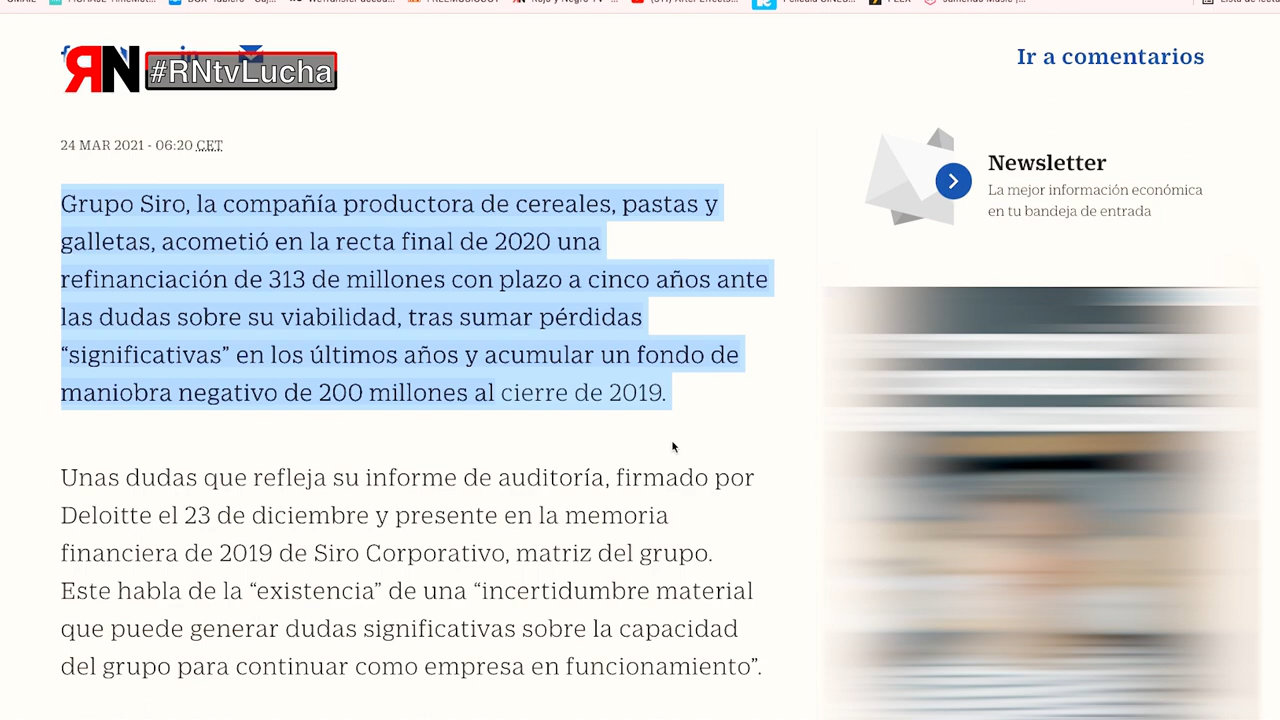 ЯN #RNtvLucha
Ir a comentarios
24 MAR 2021 - 06:20 CET
Newsletter
La mejor información económica
en tu bandeja de entrada
Grupo Siro, la compañía productora de cereales, pastas y
galletas, acometió en la recta final de 2020 una
refinanciación de 313 de millones con plazo a cinco años ante
las dudas sobre su viabilidad, tras sumar pérdidas
“significativas” en los últimos años y acumular un fondo de
maniobra negativo de 200 millones al cierre de 2019.
Unas dudas que refleja su informe de auditoría, firmado por
Deloitte el 23 de diciembre y presente en la memoria
financiera de 2019 de Siro Corporativo, matriz del grupo.
Este habla de la “existencia” de una “incertidumbre material
que puede generar dudas significativas sobre la capacidad
del grupo para continuar como empresa en funcionamiento”.